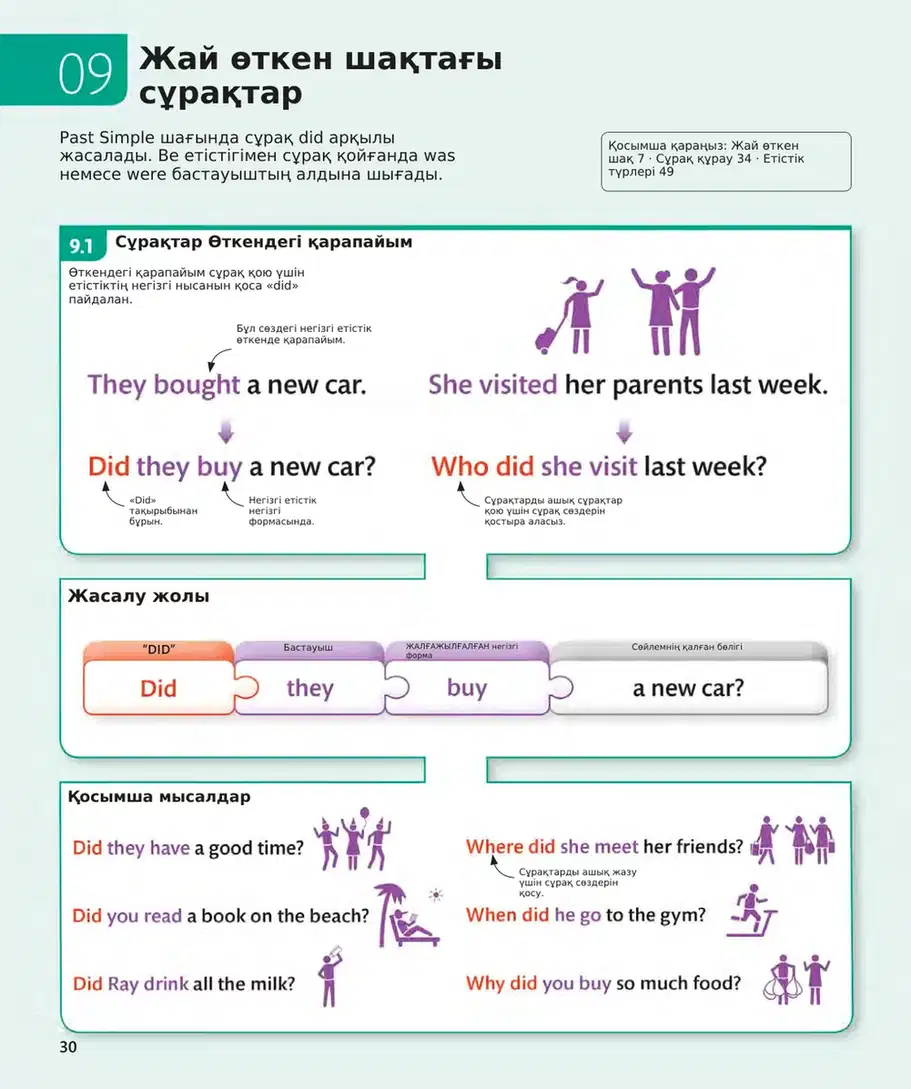 09
Жай өткен шақтағы
сұрақтар
Past Simple шағында сұрақ did арқылы
жасалады. Be етістігімен сұрақ қойғанда was
немесе were бастауыштың алдына шығады.
Қосымша қараңыз: Жай өткен
шақ 7 · Сұрақ құрау 34 · Етістік
түрлері 49
9.1 Сұрақтар Өткендегі қарапайым
Өткендегі қарапайым сұрақ қою үшін
етістіктің негізгі нысанын қоса «did»
пайдалан.
Бұл сөздегі негізгі етістік
өткенде қарапайым.
They bought a new car.
She visited her parents last week.
Did they buy a new car?
Who did she visit last week?
«Did»
тақырыбынан
бұрын.
Негізгі етістік
негізгі
формасында.
Сұрақтарды ашық сұрақтар
қою үшін сұрақ сөздерін
қостыра аласыз.
Жасалу жолы
"DID"
Бастауыш
ЖАЛҒАЖЫЛҒАЛҒАН негізгі
форма
Сөйлемнің қалған бөлігі
Did
they
buy
a new car?
Қосымша мысалдар
Did they have a good time?
Where did she meet her friends?
Сұрақтарды ашық жазу
үшін сұрақ сөздерін
қосу.
Did you read a book on the beach?
When did he go to the gym?
Did Ray drink all the milk?
Why did you buy so much food?
30